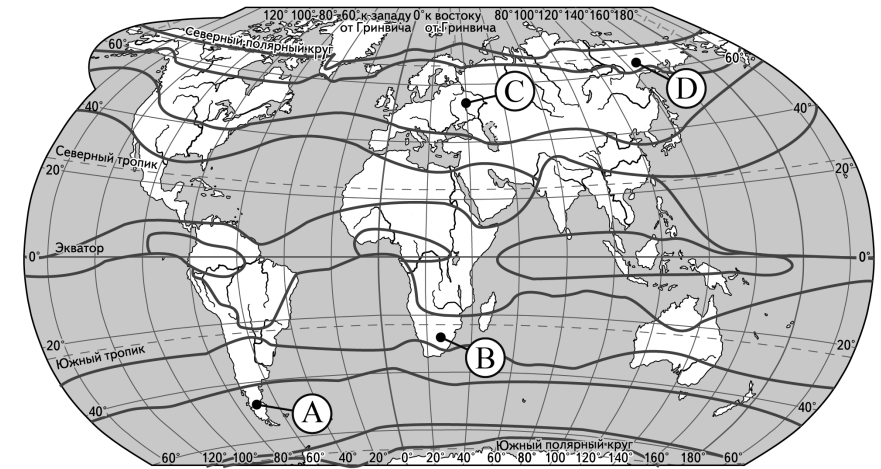 120° 100° 80° 60° к западу 0° к востоку 80° 100° 120° 140° 160° 180°
от Гринвича от Гринвича
Северный полярный круг
60° 60°
D
C
40° 40°
Северный тропик
20° 20°
Экватор
0° 0°
20° 20°
Южный тропик
B
A
40° 40°
Южный полярный круг
60° 120° 100° 80° 60° 40° 20° 0° 20° 40° 60° 80° 100° 120° 140° 160° 180° 60°